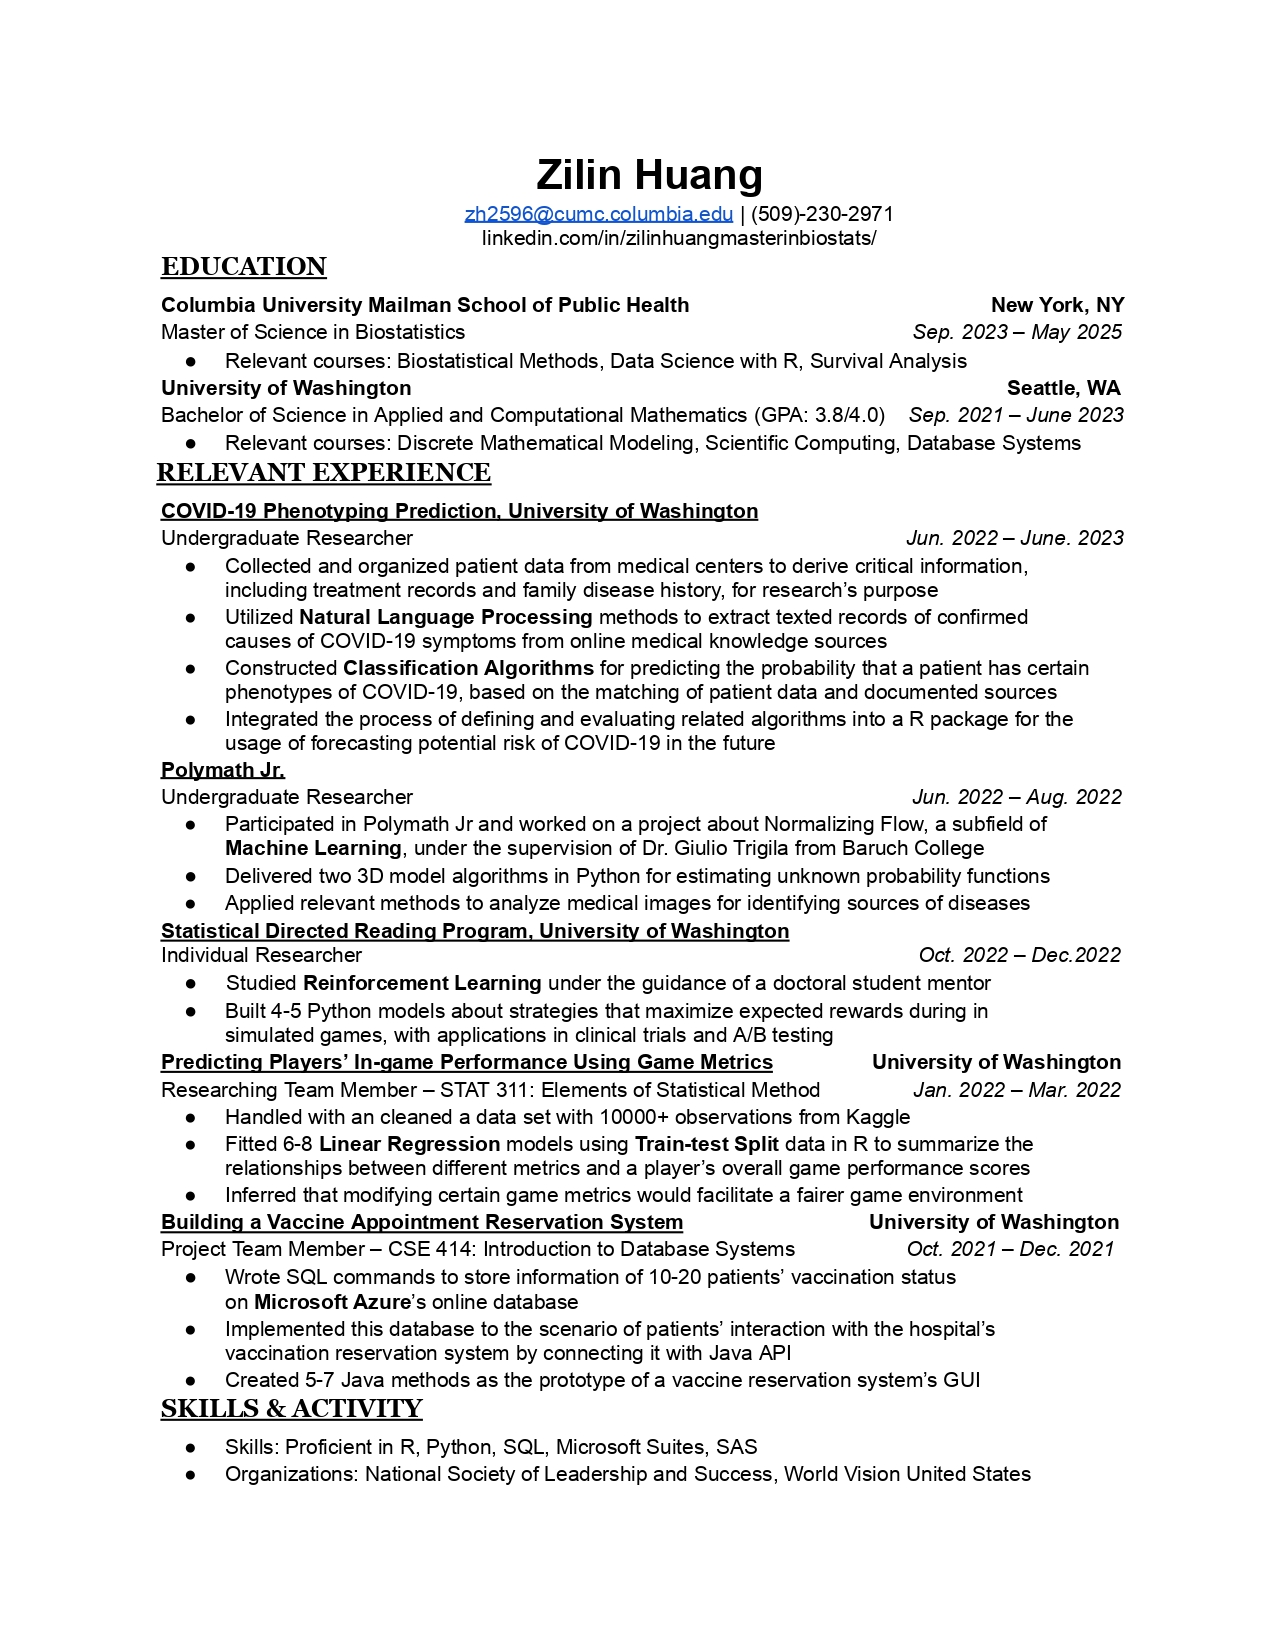 Zilin Huang
zh2596@cumc.columbia.edu | (509)-230-2971
linkedin.com/in/zilinhuangmasterinbiostats/
EDUCATION
Columbia University Mailman School of Public Health New York, NY
Master of Science in Biostatistics Sep. 2023 – May 2025
● Relevant courses: Biostatistical Methods, Data Science with R, Survival Analysis
University of Washington Seattle, WA
Bachelor of Science in Applied and Computational Mathematics (GPA: 3.8/4.0) Sep. 2021 – June 2023
● Relevant courses: Discrete Mathematical Modeling, Scientific Computing, Database Systems
RELEVANT EXPERIENCE
COVID-19 Phenotyping Prediction, University of Washington
Undergraduate Researcher Jun. 2022 – June. 2023
● Collected and organized patient data from medical centers to derive critical information,
including treatment records and family disease history, for research’s purpose
● Utilized Natural Language Processing methods to extract texted records of confirmed
causes of COVID-19 symptoms from online medical knowledge sources
● Constructed Classification Algorithms for predicting the probability that a patient has certain
phenotypes of COVID-19, based on the matching of patient data and documented sources
● Integrated the process of defining and evaluating related algorithms into a R package for the
usage of forecasting potential risk of COVID-19 in the future
Polymath Jr.
Undergraduate Researcher Jun. 2022 – Aug. 2022
● Participated in Polymath Jr and worked on a project about Normalizing Flow, a subfield of
Machine Learning, under the supervision of Dr. Giulio Trigila from Baruch College
● Delivered two 3D model algorithms in Python for estimating unknown probability functions
● Applied relevant methods to analyze medical images for identifying sources of diseases
Statistical Directed Reading Program, University of Washington
Individual Researcher Oct. 2022 – Dec.2022
● Studied Reinforcement Learning under the guidance of a doctoral student mentor
● Built 4-5 Python models about strategies that maximize expected rewards during in
simulated games, with applications in clinical trials and A/B testing
Predicting Players’ In-game Performance Using Game Metrics University of Washington
Researching Team Member – STAT 311: Elements of Statistical Method Jan. 2022 – Mar. 2022
● Handled with an cleaned a data set with 10000+ observations from Kaggle
● Fitted 6-8 Linear Regression models using Train-test Split data in R to summarize the
relationships between different metrics and a player’s overall game performance scores
● Inferred that modifying certain game metrics would facilitate a fairer game environment
Building a Vaccine Appointment Reservation System University of Washington
Project Team Member – CSE 414: Introduction to Database Systems Oct. 2021 – Dec. 2021
● Wrote SQL commands to store information of 10-20 patients’ vaccination status
on Microsoft Azure’s online database
● Implemented this database to the scenario of patients’ interaction with the hospital’s
vaccination reservation system by connecting it with Java API
● Created 5-7 Java methods as the prototype of a vaccine reservation system’s GUI
SKILLS & ACTIVITY
● Skills: Proficient in R, Python, SQL, Microsoft Suites, SAS
● Organizations: National Society of Leadership and Success, World Vision United States